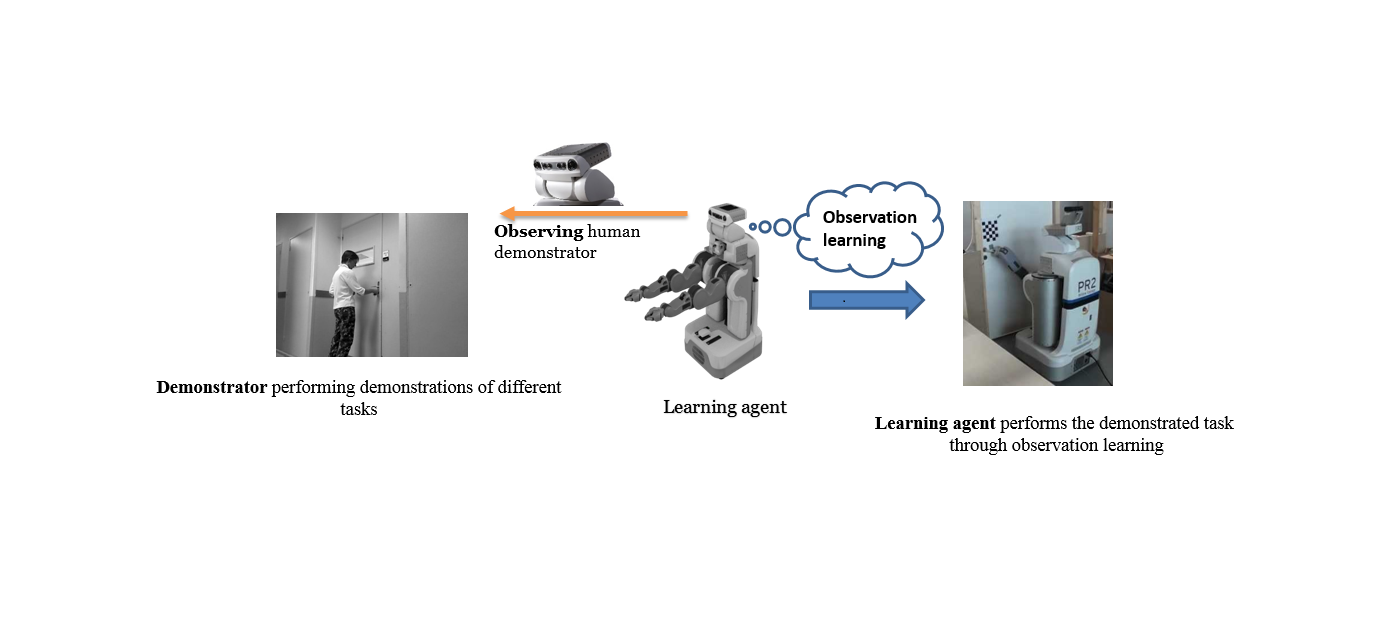 Observing human
demonstrator
Observation
learning
PR2
Demonstrator performing demonstrations of different
tasks
Learning agent
Learning agent performs the demonstrated task
through observation learning